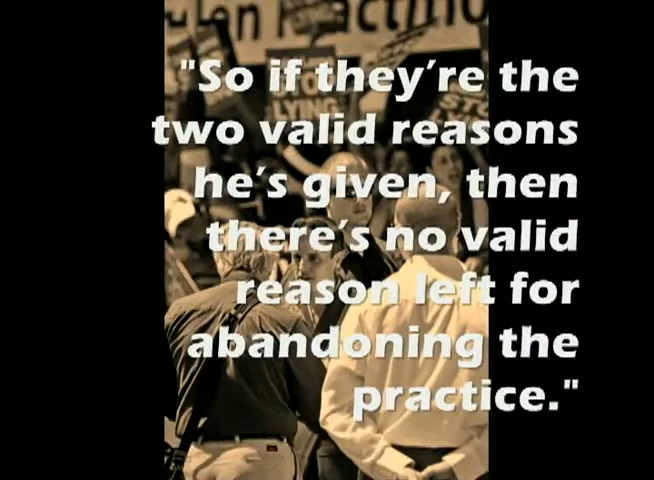 "So if they're the
two valid reasons
he's given, then
there's no valid
reason left for
abandoning the
practice."
LYING